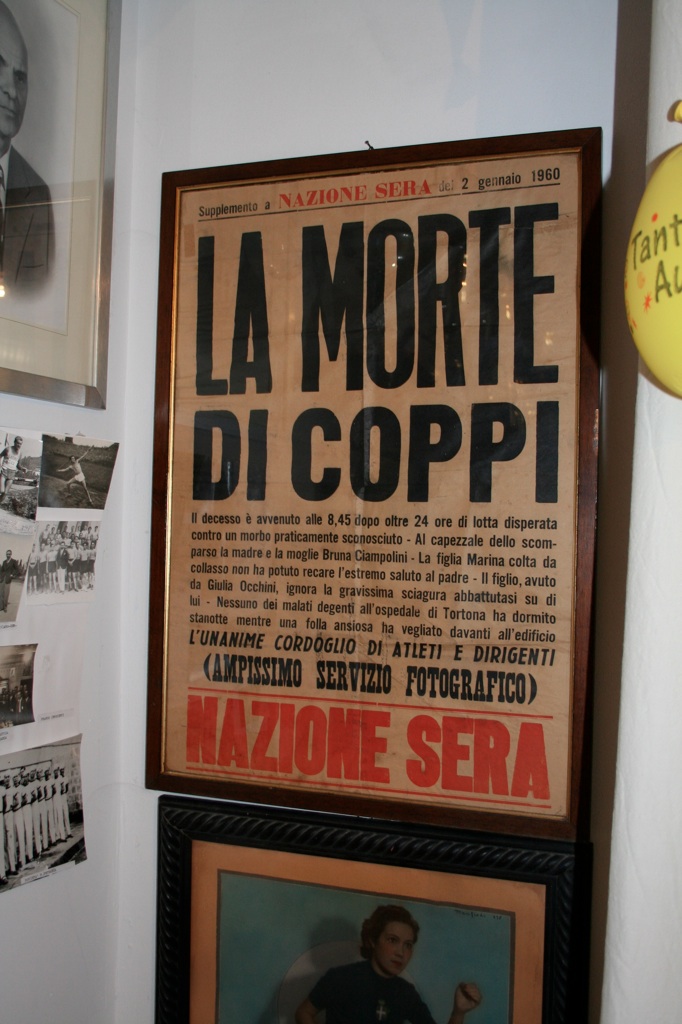 Supplemento a NAZIONE SERA del 2 gennaio 1960
LA MORTE
DI COPPI
Il decesso è avvenuto alle 8,45 dopo oltre 24 ore di lotta disperata
contro un morbo praticamente sconosciuto - Al capezzale dello scom-
parso la madre e la moglie Bruna Ciampolini - La figlia Marina colta da
collasso non ha potuto recare l'estremo saluto al padre - Il figlio, avuto
da Giulia Occhini, ignora la gravissima sciagura abbattutasi su di
lui - Nessuno dei malati degenti all'ospedale di Tortona ha dormito
stanotte mentre una folla ansiosa ha vegliato davanti all'edificio
L'UNANIME CORDOGLIO DI ATLETI E DIRIGENTI
(AMPISSIMO SERVIZIO FOTOGRAFICO)
NAZIONE SERA
Tant
Au